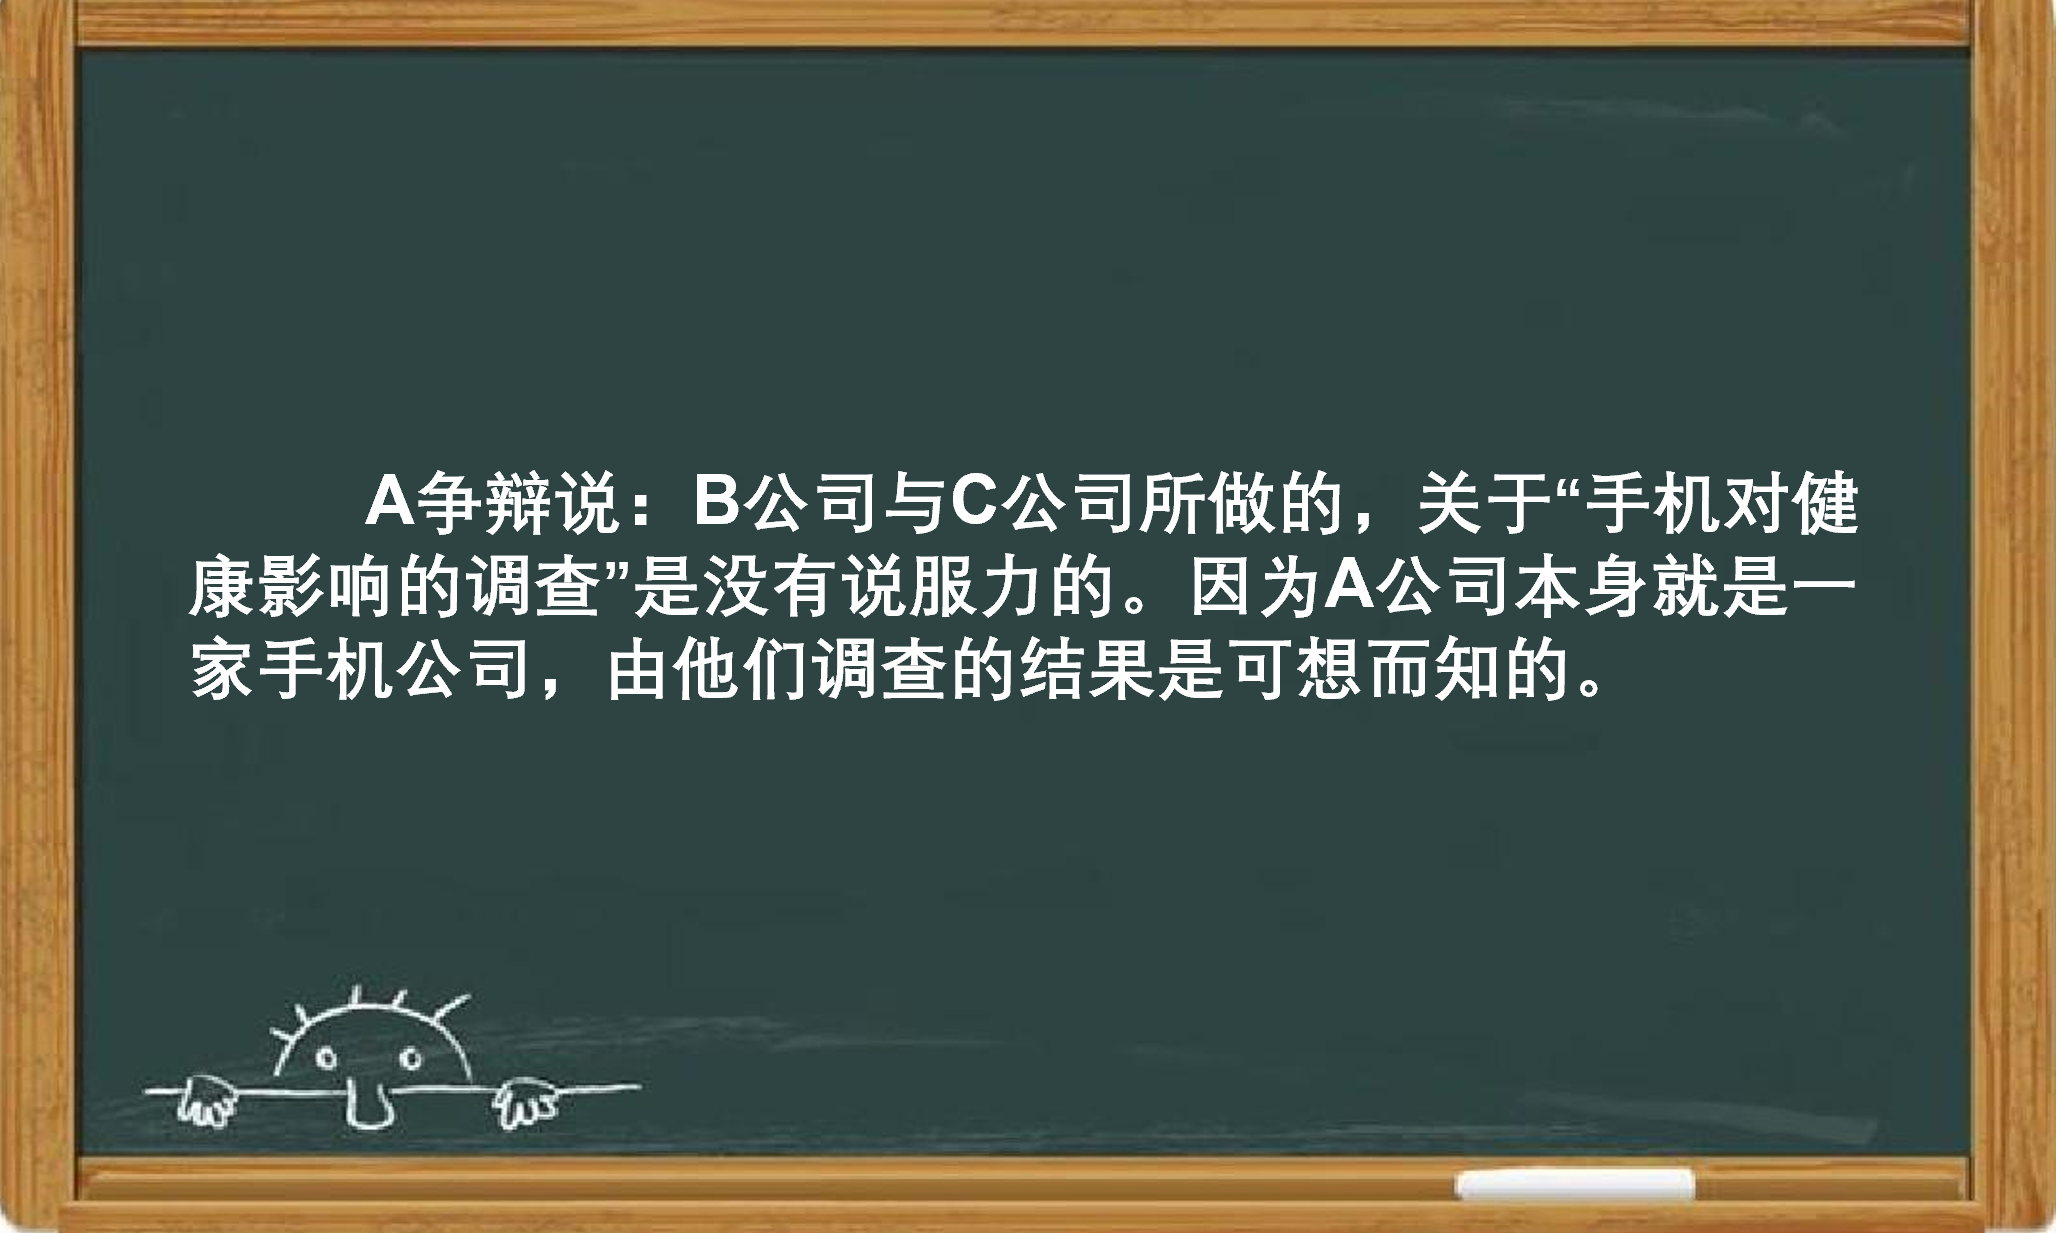 A争辩说：B公司与C公司所做的，关于“手机对健
康影响的调查”是没有说服力的。因为A公司本身就是一
家手机公司，由他们调查的结果是可想而知的。